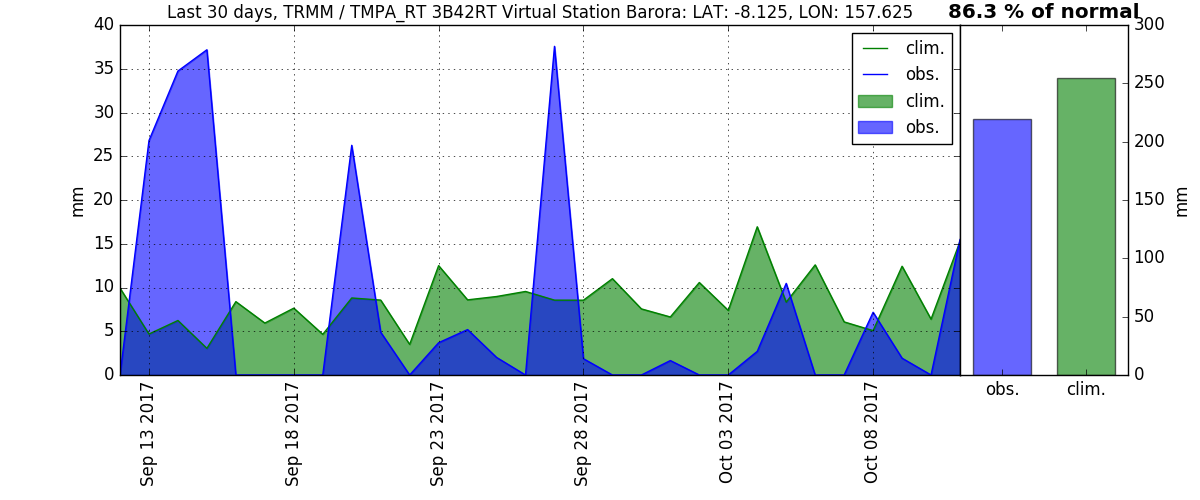 Last 30 days, TRMM / TMPA_RT 3B42RT Virtual Station Barora: LAT: -8.125, LON: 157.625
86.3 % of normal
40
35
30
25
20
15
10
5
0
mm
clim.
obs.
clim.
obs.
300
250
200
150
100
50
0
mm
Sep 13 2017
Sep 18 2017
Sep 23 2017
Sep 28 2017
Oct 03 2017
Oct 08 2017
obs.
clim.